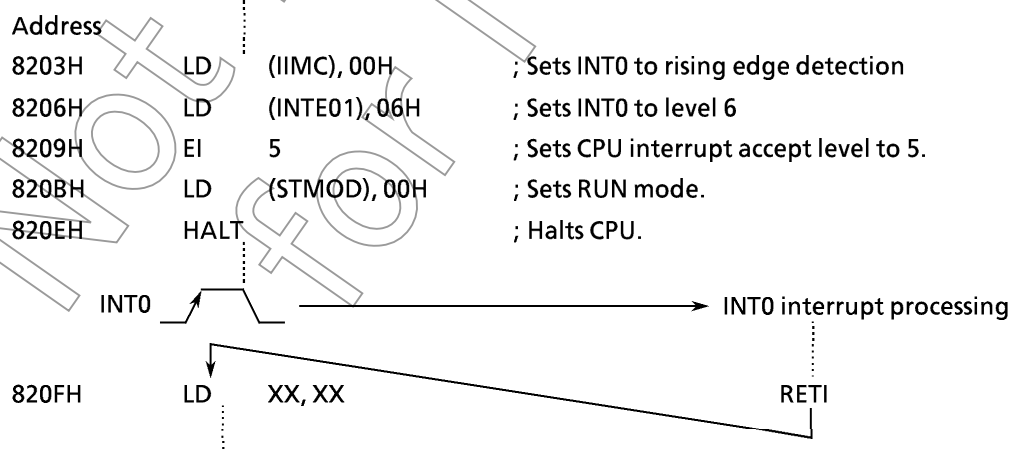 Address
8203H LD (IIMC), 00H ; Sets INT0 to rising edge detection
8206H LD (INTE01), 06H ; Sets INT0 to level 6
8209H EI 5 ; Sets CPU interrupt accept level to 5.
820BH LD (STMOD), 00H ; Sets RUN mode.
820EH HALT ; Halts CPU.
INT0 INT0 interrupt processing
820FH LD XX, XX RETI
Not
for